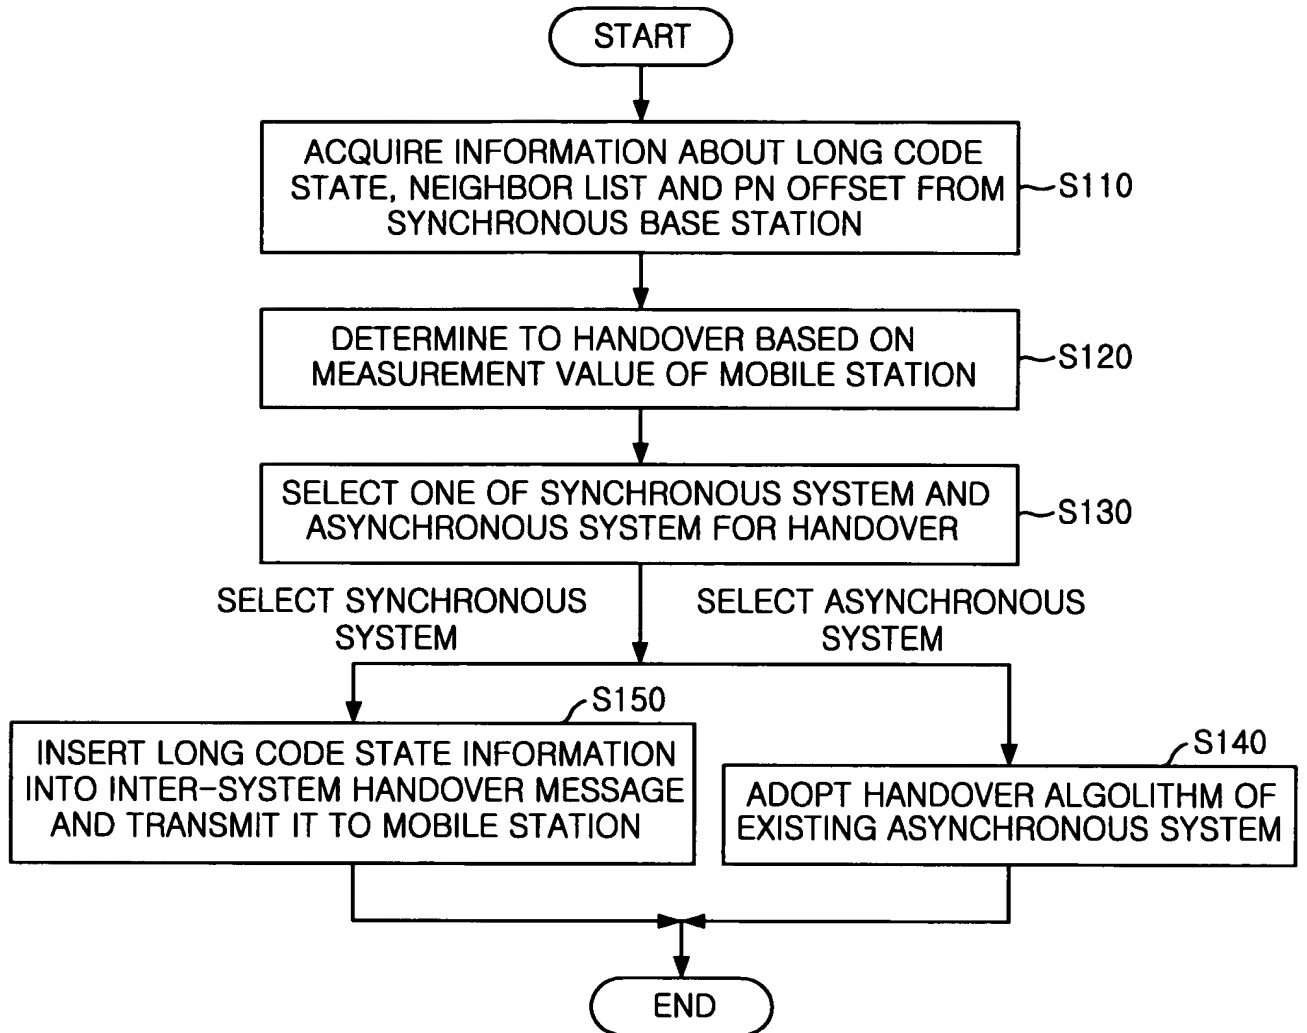 START
ACQUIRE INFORMATION ABOUT LONG CODE
STATE, NEIGHBOR LIST AND PN OFFSET FROM
SYNCHRONOUS BASE STATION
S110
DETERMINE TO HANDOVER BASED ON
MEASUREMENT VALUE OF MOBILE STATION
S120
SELECT ONE OF SYNCHRONOUS SYSTEM AND
ASYNCHRONOUS SYSTEM FOR HANDOVER
S130
SELECT SYNCHRONOUS
SYSTEM
SELECT ASYNCHRONOUS
SYSTEM
S150
INSERT LONG CODE STATE INFORMATION
INTO INTER-SYSTEM HANDOVER MESSAGE
AND TRANSMIT IT TO MOBILE STATION
S140
ADOPT HANDOVER ALGOLITHM OF
EXISTING ASYNCHRONOUS SYSTEM
END